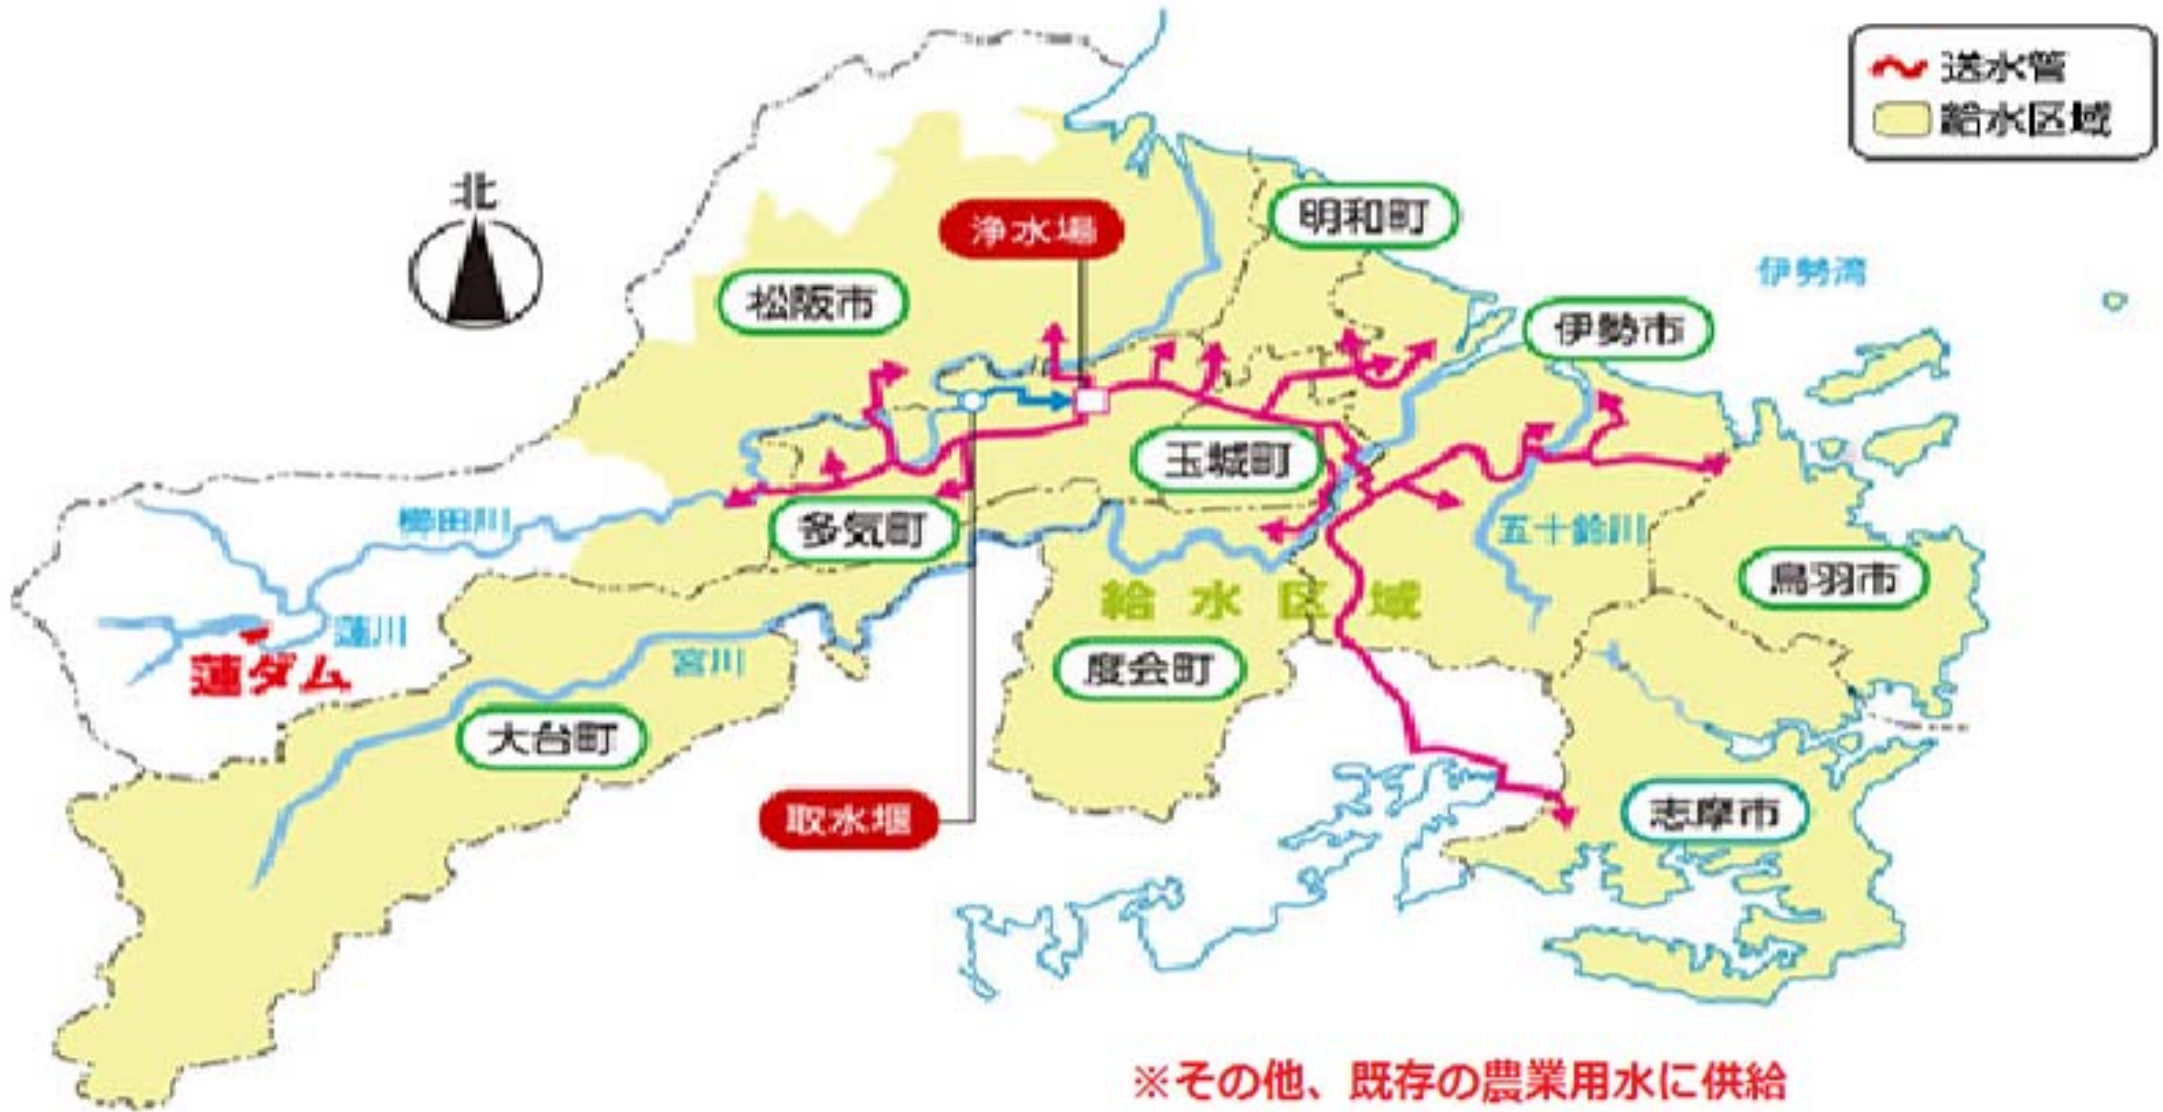 送水管
給水区域
北
明和町
浄水場
伊勢湾
松阪市
伊勢市
玉城町
櫛田川
多気町
五十鈴川
鳥羽市
給水区域
蓮川
宮川
度会町
蓮ダム
大台町
志摩市
取水堰
※その他、既存の農業用水に供給